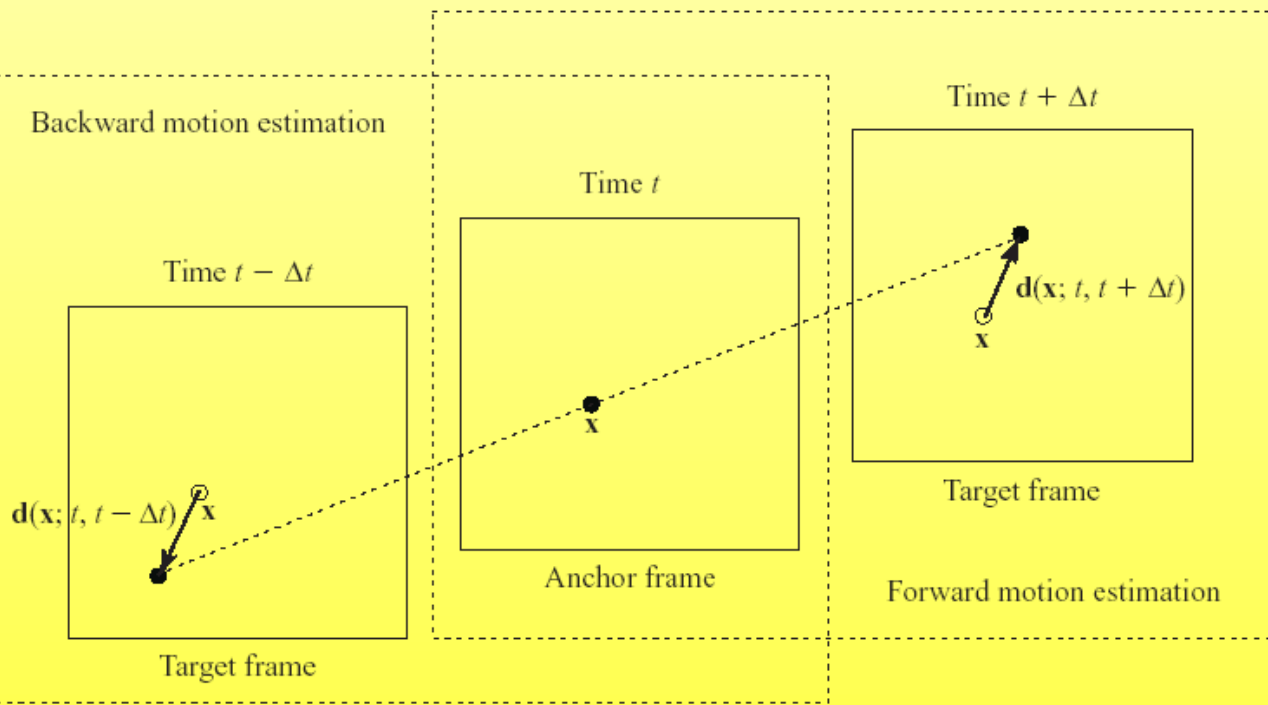 Backward motion estimation
Time t − Δt
d(x; t, t − Δt)
x
Target frame
Time t
x
Anchor frame
Time t + Δt
d(x; t, t + Δt)
x
Target frame
Forward motion estimation